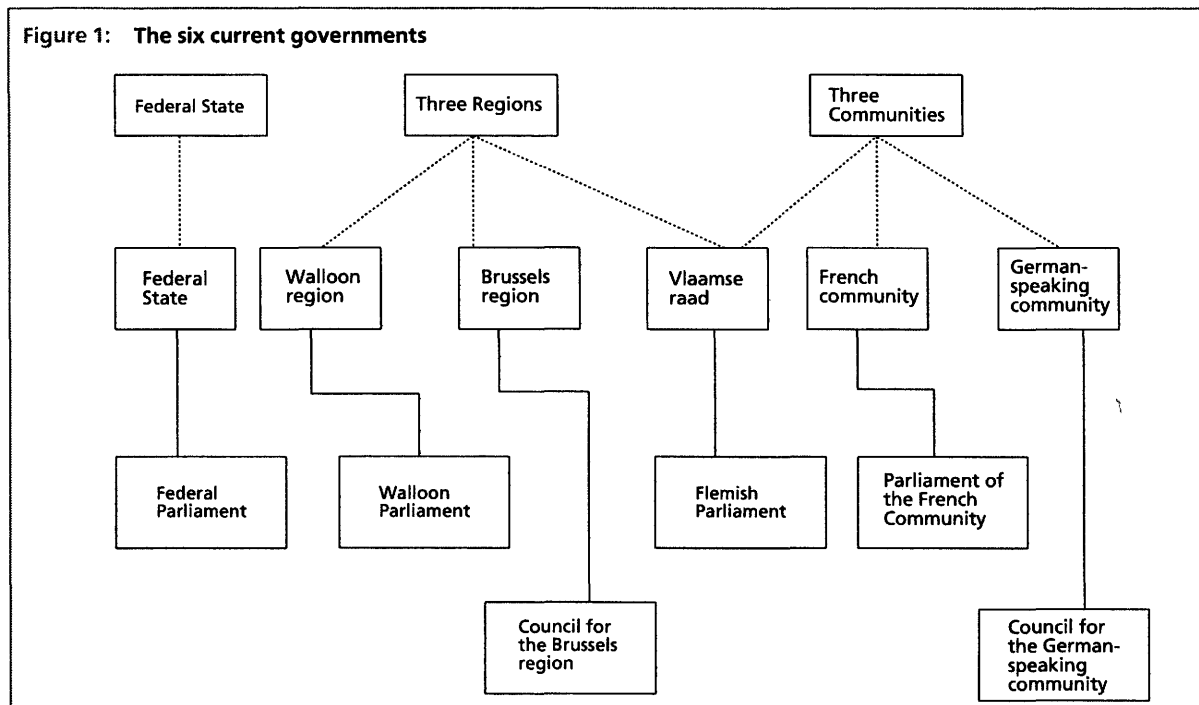 Figure 1: The six current governments
Federal State
Three Regions
Three
Communities
Federal
State
Walloon
region
Brussels
region
Vlaamse
raad
French
community
German-
speaking
community
Federal
Parliament
Walloon
Parliament
Flemish
Parliament
Parliament of
the French
Community
Council for
the Brussels
region
Council for
the German-
speaking
community